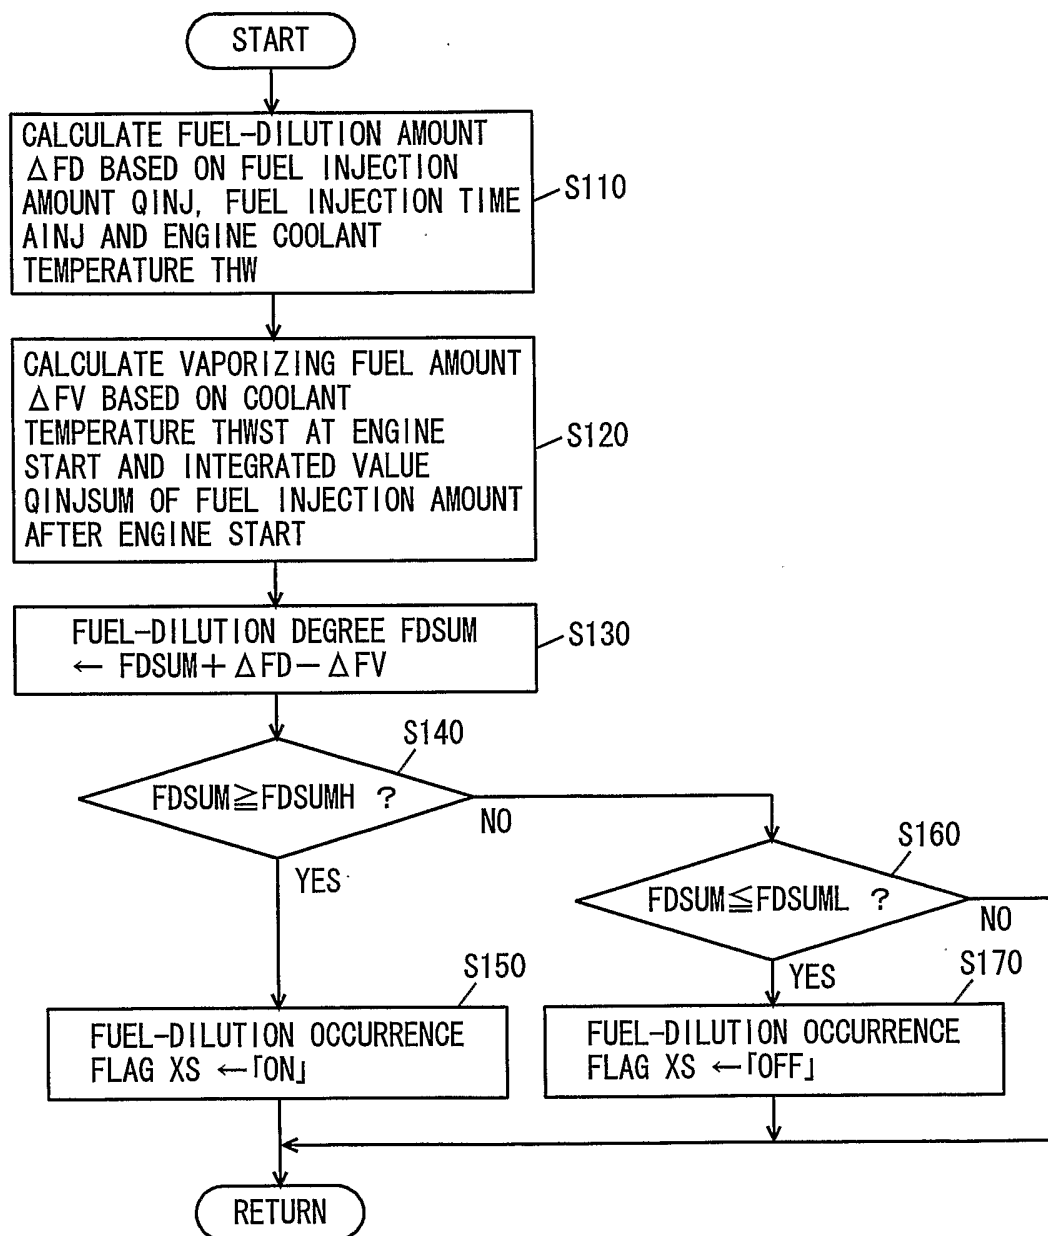 START
CALCULATE FUEL-DILUTION AMOUNT
△FD BASED ON FUEL INJECTION
AMOUNT QINJ, FUEL INJECTION TIME
AINJ AND ENGINE COOLANT
TEMPERATURE THW
S110
CALCULATE VAPORIZING FUEL AMOUNT
△FV BASED ON COOLANT
TEMPERATURE THWST AT ENGINE
START AND INTEGRATED VALUE
QINJSUM OF FUEL INJECTION AMOUNT
AFTER ENGINE START
S120
FUEL-DILUTION DEGREE FDSUM
← FDSUM+△FD-△FV
S130
S140
FDSUM≧FDSUMH ?
NO
YES
S160
FDSUM≦FDSUML ?
NO
YES
S150
FUEL-DILUTION OCCURRENCE
FLAG XS ←「ON」
S170
FUEL-DILUTION OCCURRENCE
FLAG XS ←「OFF」
RETURN